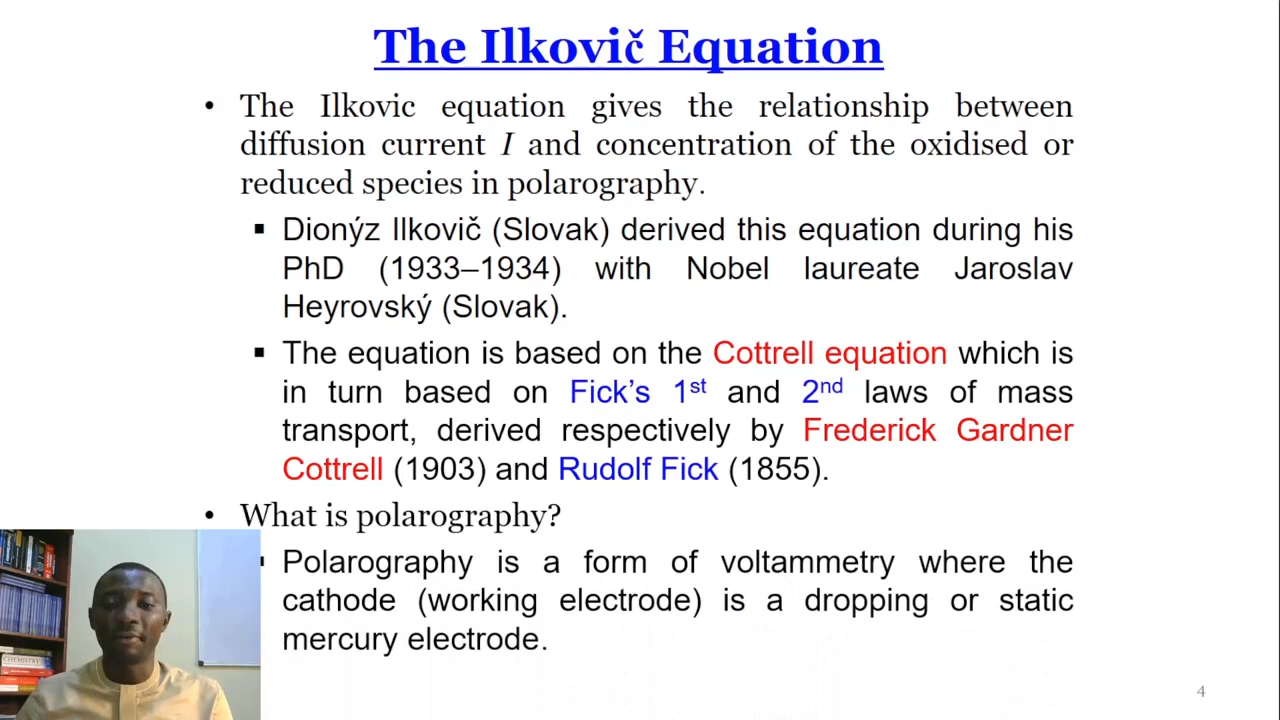 The Ilkovič Equation
• The Ilkovic equation gives the relationship between
diffusion current I and concentration of the oxidised or
reduced species in polarography.
▪ Dionýz Ilkovič (Slovak) derived this equation during his
PhD (1933–1934) with Nobel laureate Jaroslav
Heyrovský (Slovak).
▪ The equation is based on the Cottrell equation which is
in turn based on Fick’s 1st and 2nd laws of mass
transport, derived respectively by Frederick Gardner
Cottrell (1903) and Rudolf Fick (1855).
• What is polarography?
▪ Polarography is a form of voltammetry where the
cathode (working electrode) is a dropping or static
mercury electrode.
CHEMISTRY
4